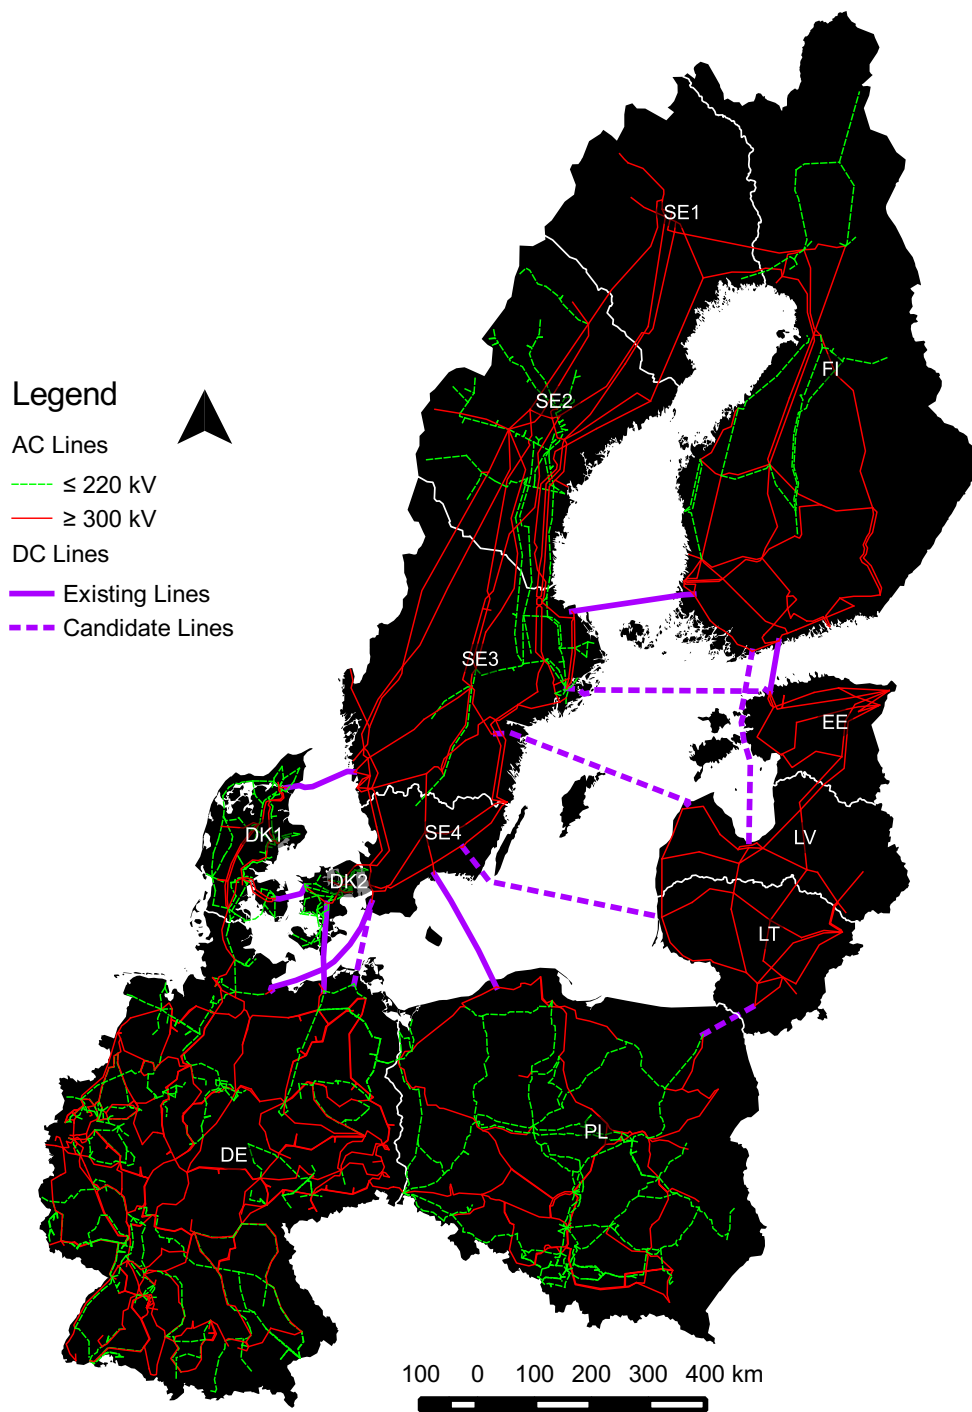 SE1
FI
Legend
SE2
AC Lines
≤ 220 kV
≥ 300 kV
DC Lines
Existing Lines
Candidate Lines
SE3
EE
DK1
SE4
LV
DK2
LT
PL
DE
100 0 100 200 300 400 km